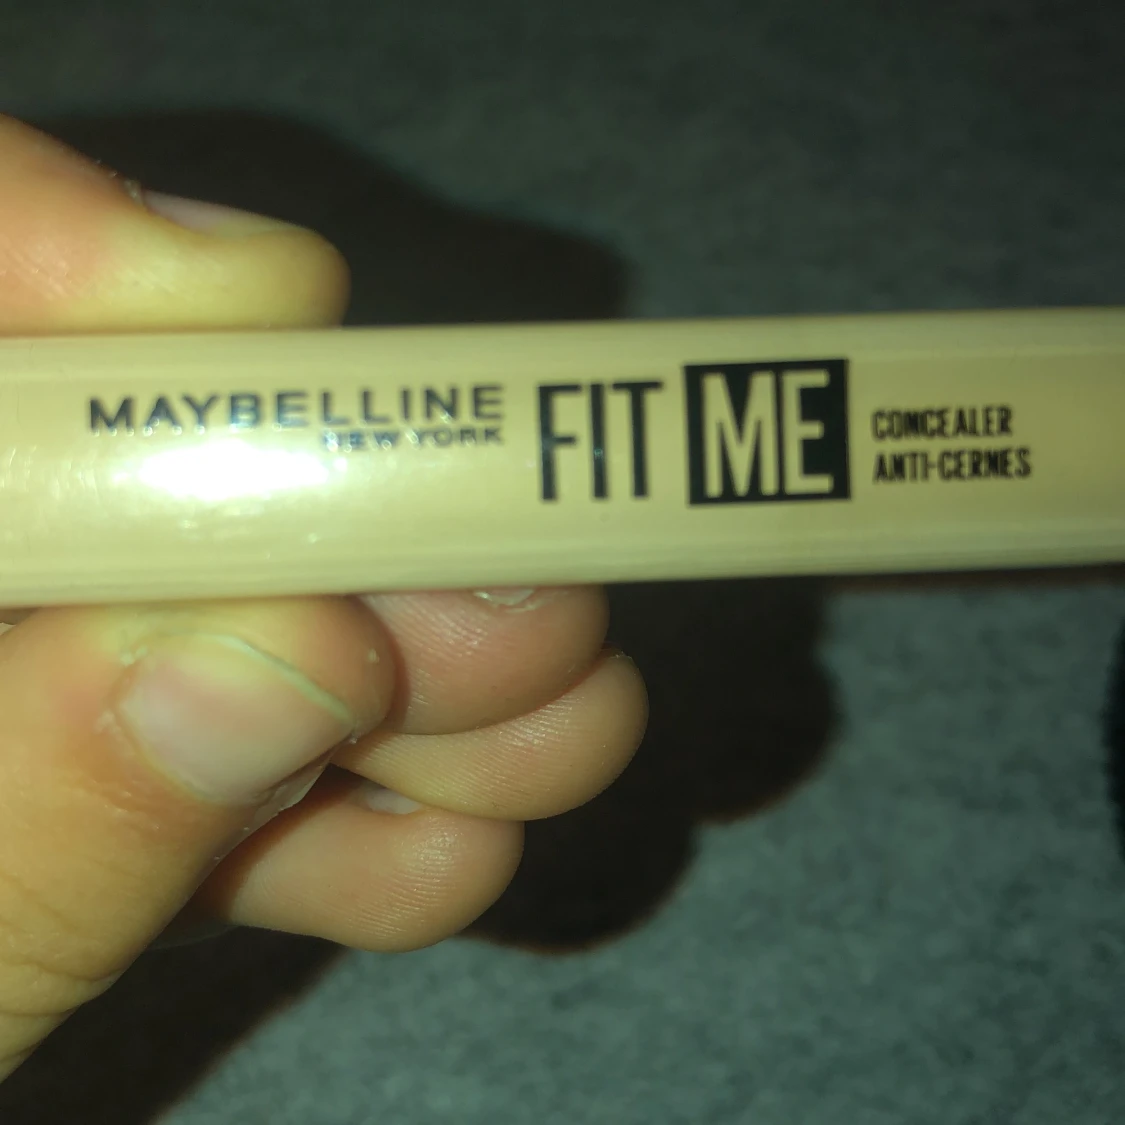 MAYBELLINE
NEW YORK
FIT ME
CONCEALER
ANTI-CERNES